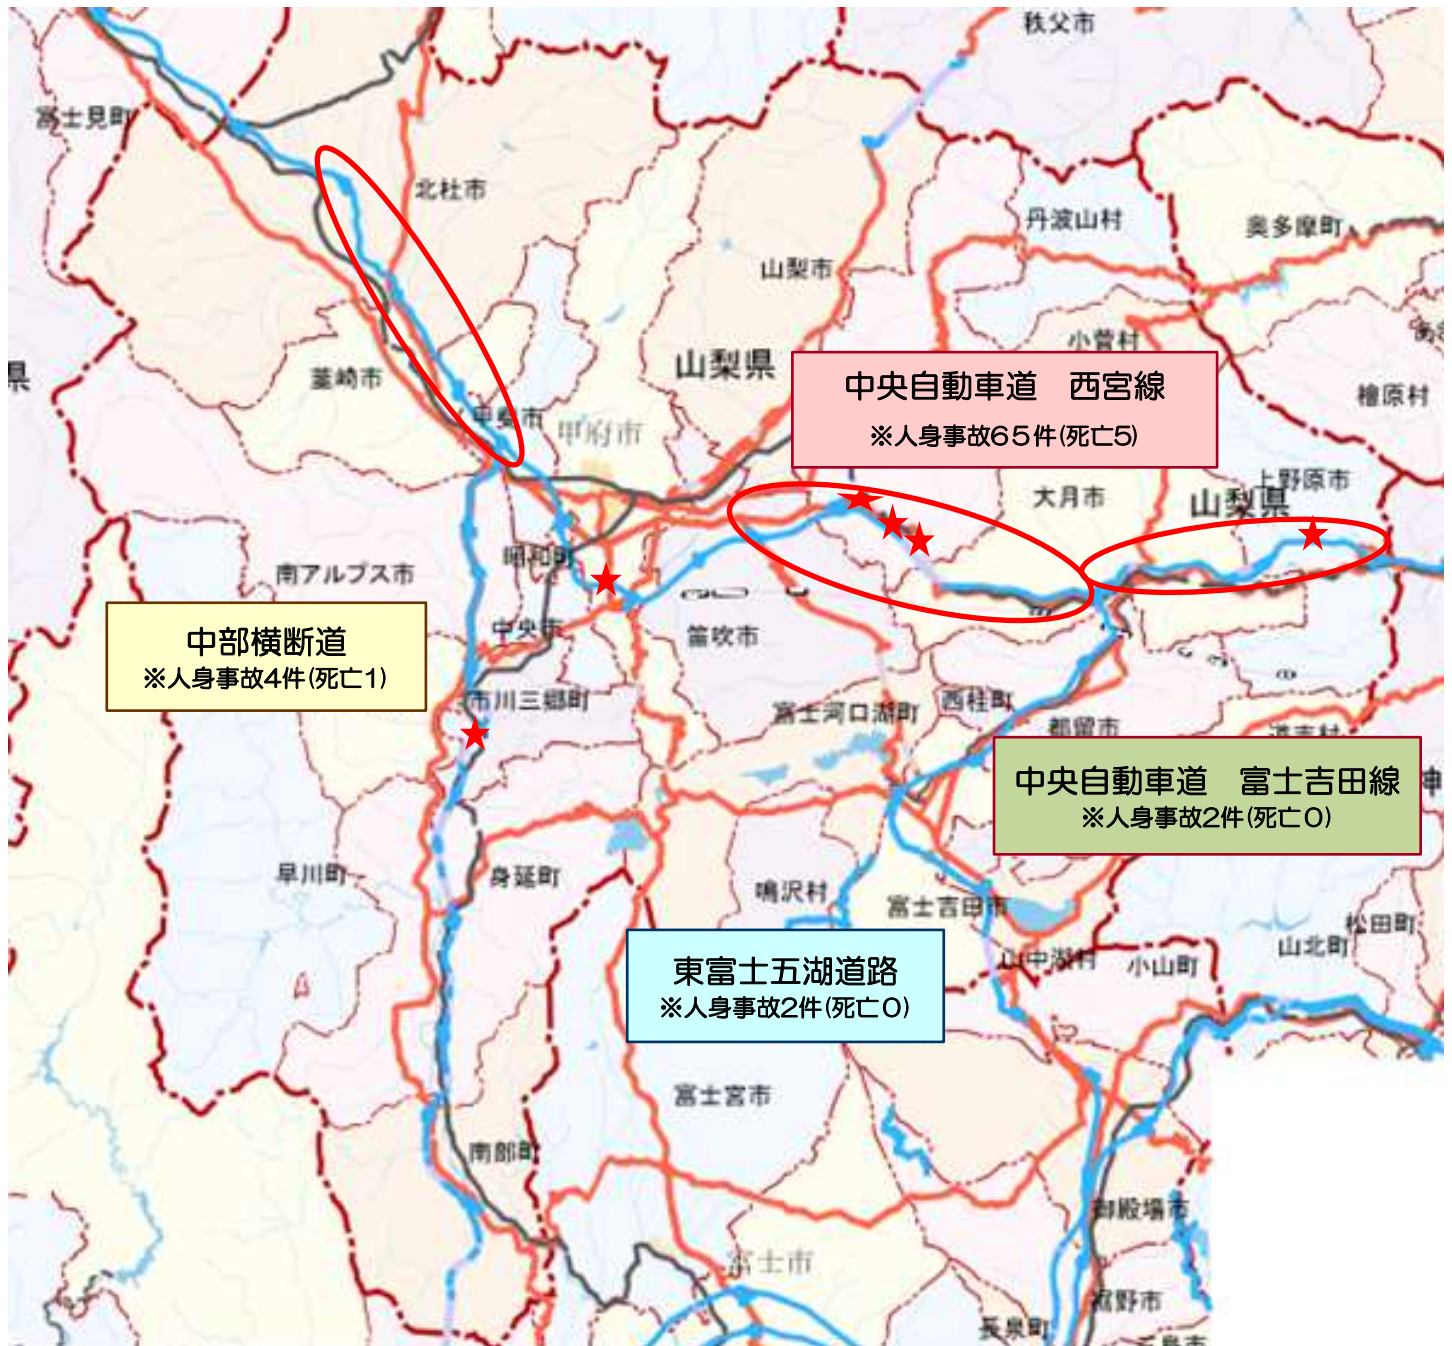 秩父市
富士見町
北杜市
丹波山村
奥多摩町
山梨市
小菅村
山梨県
県
韮崎市
檜原村
甲斐市
甲府市
中央自動車道　西宮線
※人身事故65件(死亡5)
上野原市
大月市
山梨県
昭和町
南アルプス市
中部横断道
※人身事故4件(死亡1)
中央市
笛吹市
市川三郷町
西桂町
富士河口湖町
都留市
道志村
中央自動車道　富士吉田線
※人身事故2件(死亡0)
神
早川町
身延町
鳴沢村
富士吉田市
松田町
山北町
山中湖村
小山町
東富士五湖道路
※人身事故2件(死亡0)
富士宮市
南部町
御殿場市
富士市
裾野市
長泉町